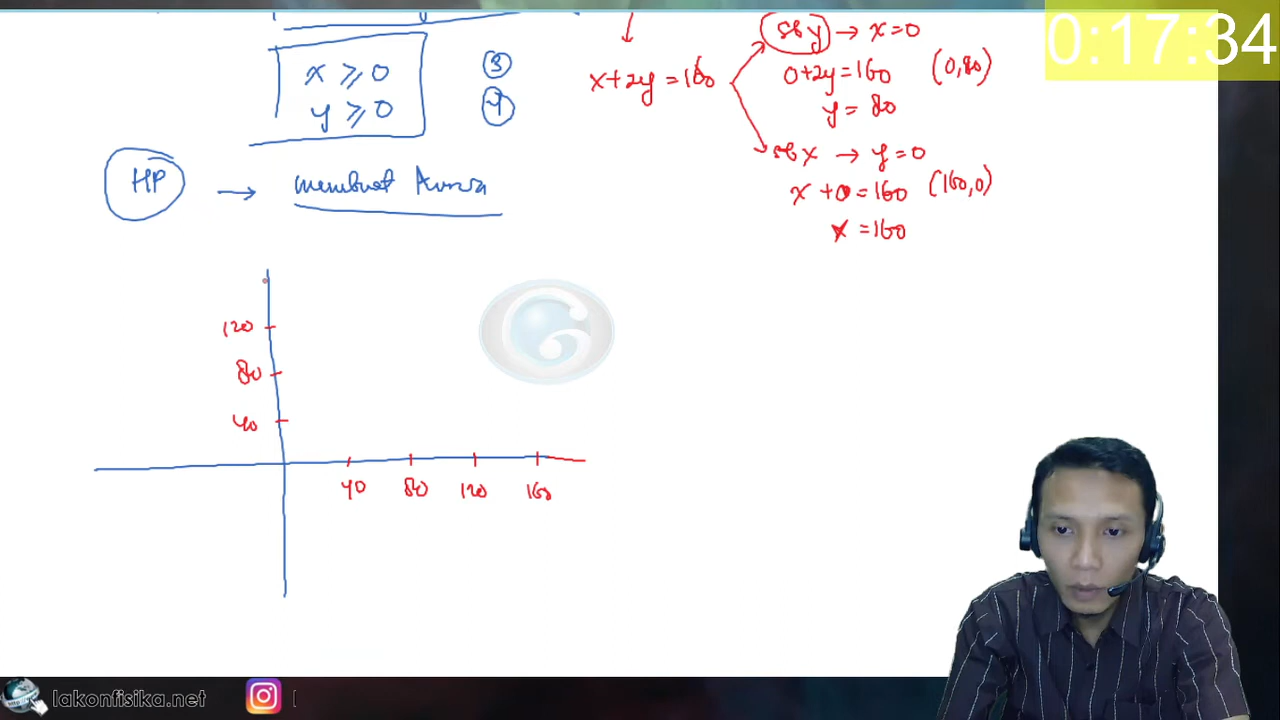 0:17:34
x ≥ 0 ③
y ≥ 0 ④
HP → membuat kurva
x + 2y = 160
sb y → x = 0
0 + 2y = 160 (0,80)
y = 80
sb x → y = 0
x + 0 = 160 (160,0)
x = 160
120
80
40
40 80 120 160
lakonfisika.net